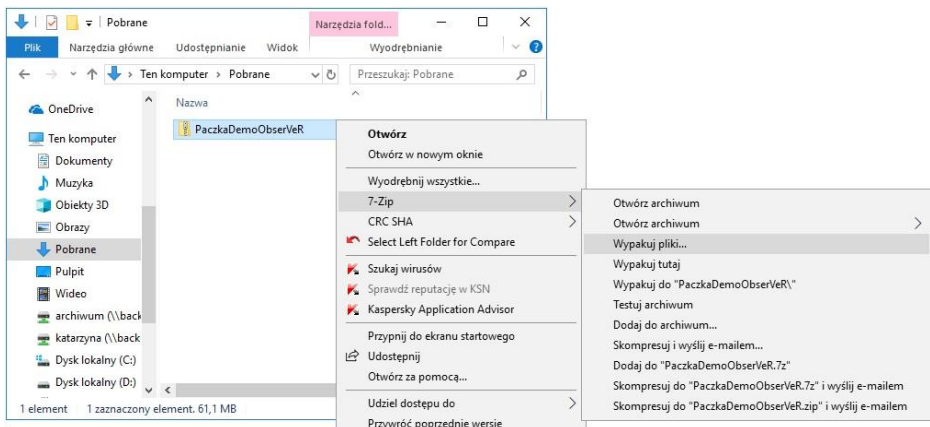 Pobrane
Narzędzia fold...
Plik
Narzędzia główne
Udostępnianie
Widok
Wyodrębnianie
Ten komputer > Pobrane
Przeszukaj: Pobrane
OneDrive
Ten komputer
Dokumenty
Muzyka
Obiekty 3D
Obrazy
Pobrane
Pulpit
Wideo
archiwum (\\back
katarzyna (\\back
Dysk lokalny (C:)
Dysk lokalny (D:)
Nazwa
PaczkaDemoObserVeR
1 element
1 zaznaczony element. 61,1 MB
Otwórz
Otwórz w nowym oknie
Wyodrębnij wszystkie...
7-Zip
CRC SHA
Select Left Folder for Compare
Szukaj wirusów
Sprawdź reputację w KSN
Kaspersky Application Advisor
Przypnij do ekranu startowego
Udostępnij
Otwórz za pomocą...
Udziel dostępu do
Przywróć poprzednie wersje
Otwórz archiwum
Otwórz archiwum
Wypakuj pliki...
Wypakuj tutaj
Wypakuj do "PaczkaDemoObserVeR\"
Testuj archiwum
Dodaj do archiwum...
Skompresuj i wyślij e-mailem...
Dodaj do "PaczkaDemoObserVeR.7z"
Skompresuj do "PaczkaDemoObserVeR.7z" i wyślij e-mailem
Skompresuj do "PaczkaDemoObserVeR.zip" i wyślij e-mailem